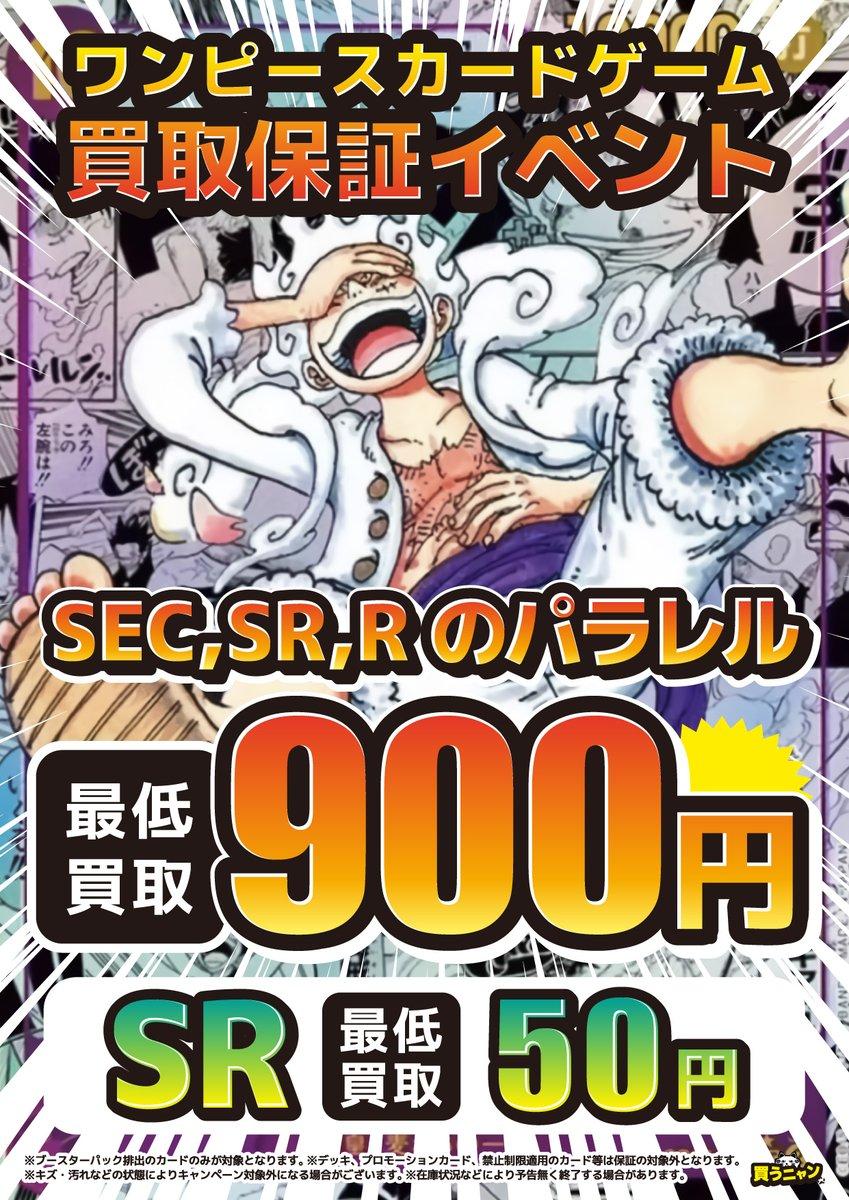 ワンピースカードゲーム
買取保証イベント
みろ!!
この
左腕は!!
SEC,SR,Rのパラレル
最低
買取
900円
SR
最低
買取
50円
※ブースターパック排出のカードのみが対象となります。※デッキ、プロモーションカード、禁止制限適用のカード等は保証の対象外となります。
※キズ・汚れなどの状態によりキャンペーン対象外になる場合がございます。※在庫状況などにより予告無く終了する場合があります。
買うニャン